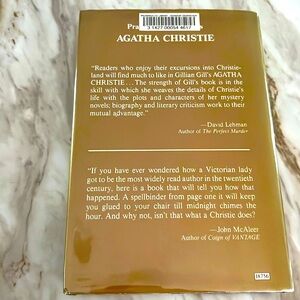 Pra
3 1427 00054 4617
AGATHA CHRISTIE
"Readers who enjoy their excursions into Christie-
land will find much to like in Gillian Gill's AGATHA
CHRISTIE . . . The strength of Gill's book is in the
skill with which she weaves the details of Christie's
life with the plots and characters of her mystery
novels; biography and literary criticism work to their
mutual advantage."
—David Lehman
Author of The Perfect Murder
"If you have ever wondered how a Victorian lady
got to be the most widely read author in the twentieth
century, here is a book that will tell you how that
happened. A spellbinder from page one it will keep
you glued to your chair till midnight chimes the
hour. And why not, isn't that what a Christie does?
—John McAleer
Author of Coign of VANTAGE